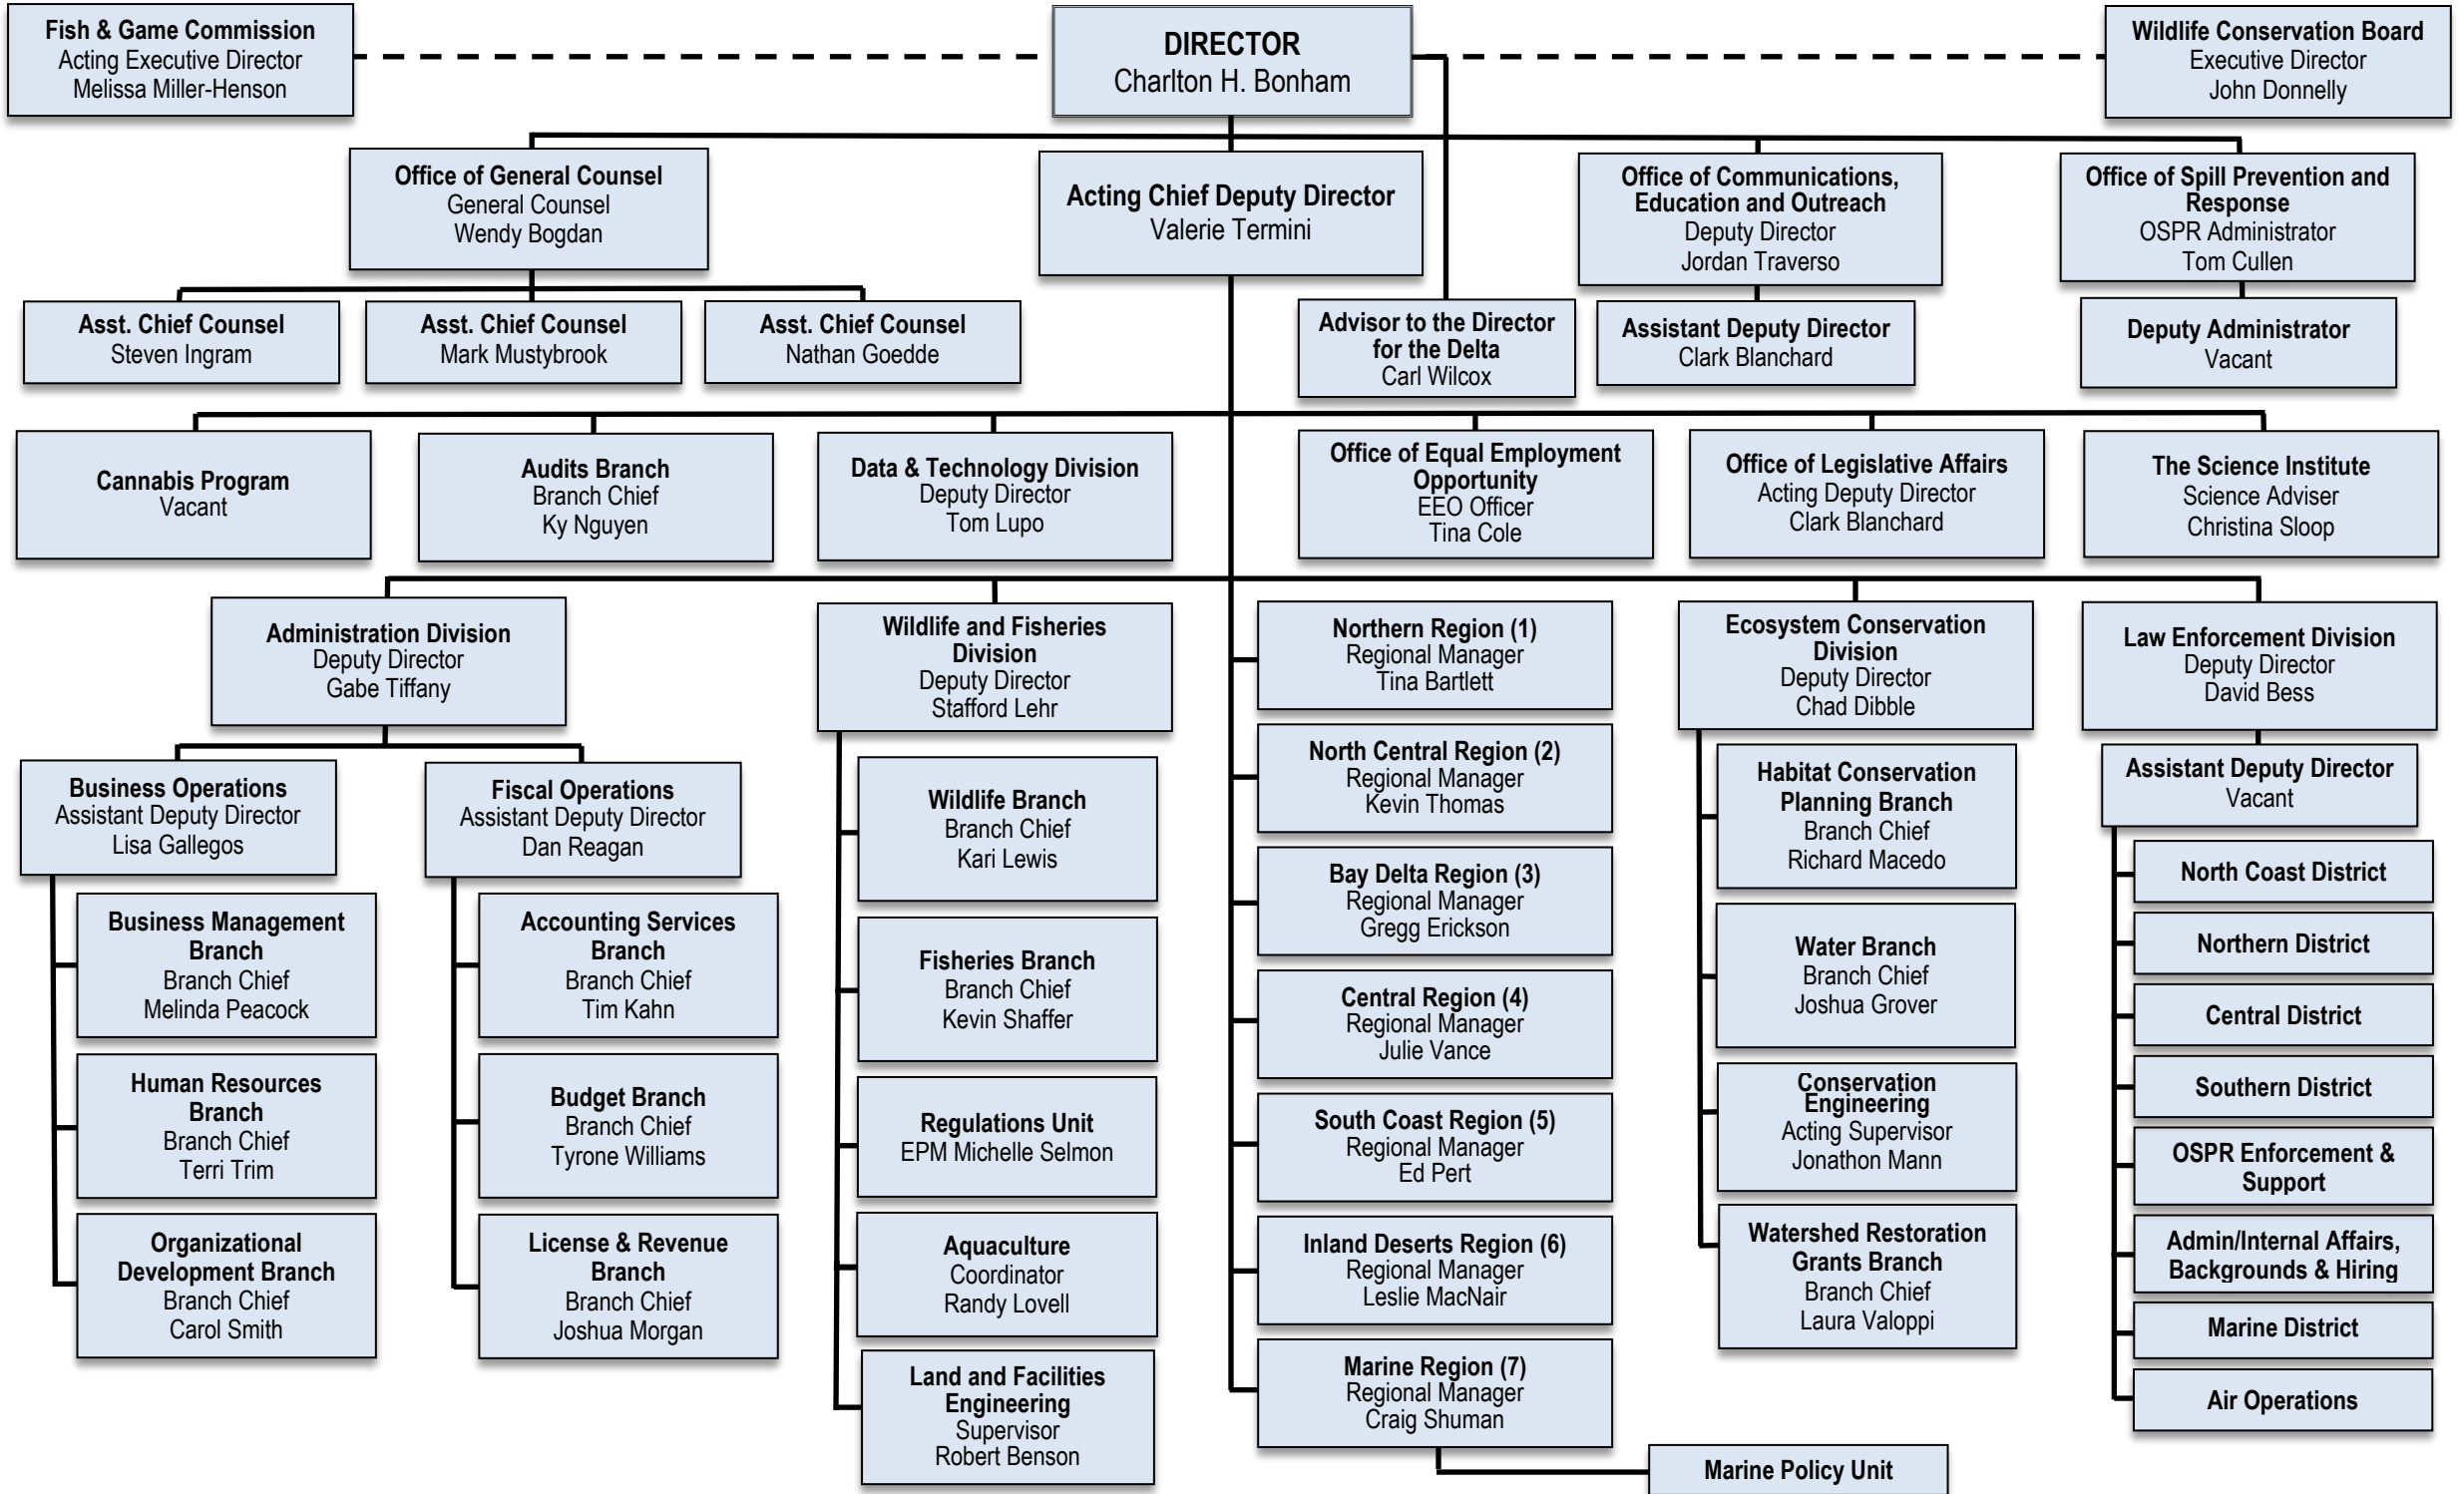 Fish & Game Commission
Acting Executive Director
Melissa Miller-Henson
DIRECTOR
Charlton H. Bonham
Wildlife Conservation Board
Executive Director
John Donnelly
Office of General Counsel
General Counsel
Wendy Bogdan
Acting Chief Deputy Director
Valerie Termini
Office of Communications,
Education and Outreach
Deputy Director
Jordan Traverso
Office of Spill Prevention and
Response
OSPR Administrator
Tom Cullen
Asst. Chief Counsel
Steven Ingram
Asst. Chief Counsel
Mark Mustybrook
Asst. Chief Counsel
Nathan Goedde
Advisor to the Director
for the Delta
Carl Wilcox
Assistant Deputy Director
Clark Blanchard
Deputy Administrator
Vacant
Cannabis Program
Vacant
Audits Branch
Branch Chief
Ky Nguyen
Data & Technology Division
Deputy Director
Tom Lupo
Office of Equal Employment
Opportunity
EEO Officer
Tina Cole
Office of Legislative Affairs
Acting Deputy Director
Clark Blanchard
The Science Institute
Science Adviser
Christina Sloop
Administration Division
Deputy Director
Gabe Tiffany
Business Operations
Assistant Deputy Director
Lisa Gallegos
Business Management
Branch
Branch Chief
Melinda Peacock
Human Resources
Branch
Branch Chief
Terri Trim
Organizational
Development Branch
Branch Chief
Carol Smith
Fiscal Operations
Assistant Deputy Director
Dan Reagan
Accounting Services
Branch
Branch Chief
Tim Kahn
Budget Branch
Branch Chief
Tyrone Williams
License & Revenue
Branch
Branch Chief
Joshua Morgan
Wildlife and Fisheries
Division
Deputy Director
Stafford Lehr
Wildlife Branch
Branch Chief
Kari Lewis
Fisheries Branch
Branch Chief
Kevin Shaffer
Regulations Unit
EPM Michelle Selmon
Aquaculture
Coordinator
Randy Lovell
Land and Facilities
Engineering
Supervisor
Robert Benson
Northern Region (1)
Regional Manager
Tina Bartlett
North Central Region (2)
Regional Manager
Kevin Thomas
Bay Delta Region (3)
Regional Manager
Gregg Erickson
Central Region (4)
Regional Manager
Julie Vance
South Coast Region (5)
Regional Manager
Ed Pert
Inland Deserts Region (6)
Regional Manager
Leslie MacNair
Marine Region (7)
Regional Manager
Craig Shuman
Marine Policy Unit
Ecosystem Conservation
Division
Deputy Director
Chad Dibble
Habitat Conservation
Planning Branch
Branch Chief
Richard Macedo
Water Branch
Branch Chief
Joshua Grover
Conservation
Engineering
Acting Supervisor
Jonathon Mann
Watershed Restoration
Grants Branch
Branch Chief
Laura Valoppi
Law Enforcement Division
Deputy Director
David Bess
Assistant Deputy Director
Vacant
North Coast District
Northern District
Central District
Southern District
OSPR Enforcement &
Support
Admin/Internal Affairs,
Backgrounds & Hiring
Marine District
Air Operations